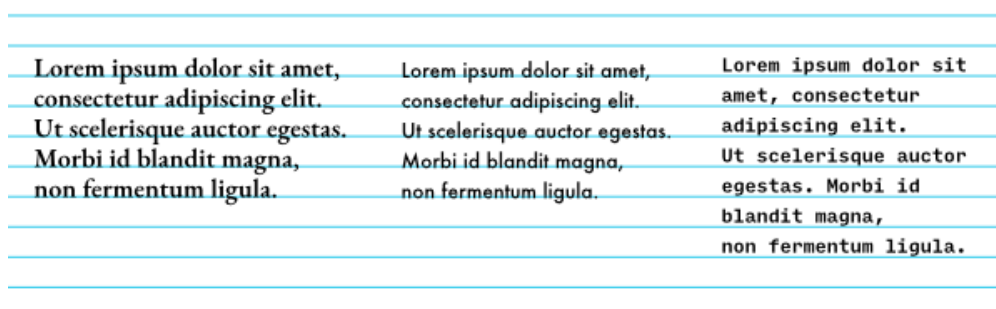 Lorem ipsum dolor sit amet,
consectetur adipiscing elit.
Ut scelerisque auctor egestas.
Morbi id blandit magna,
non fermentum ligula.
Lorem ipsum dolor sit amet,
consectetur adipiscing elit.
Ut scelerisque auctor egestas.
Morbi id blandit magna,
non fermentum ligula.
Lorem ipsum dolor sit
amet, consectetur
adipiscing elit.
Ut scelerisque auctor
egestas. Morbi id
blandit magna,
non fermentum ligula.